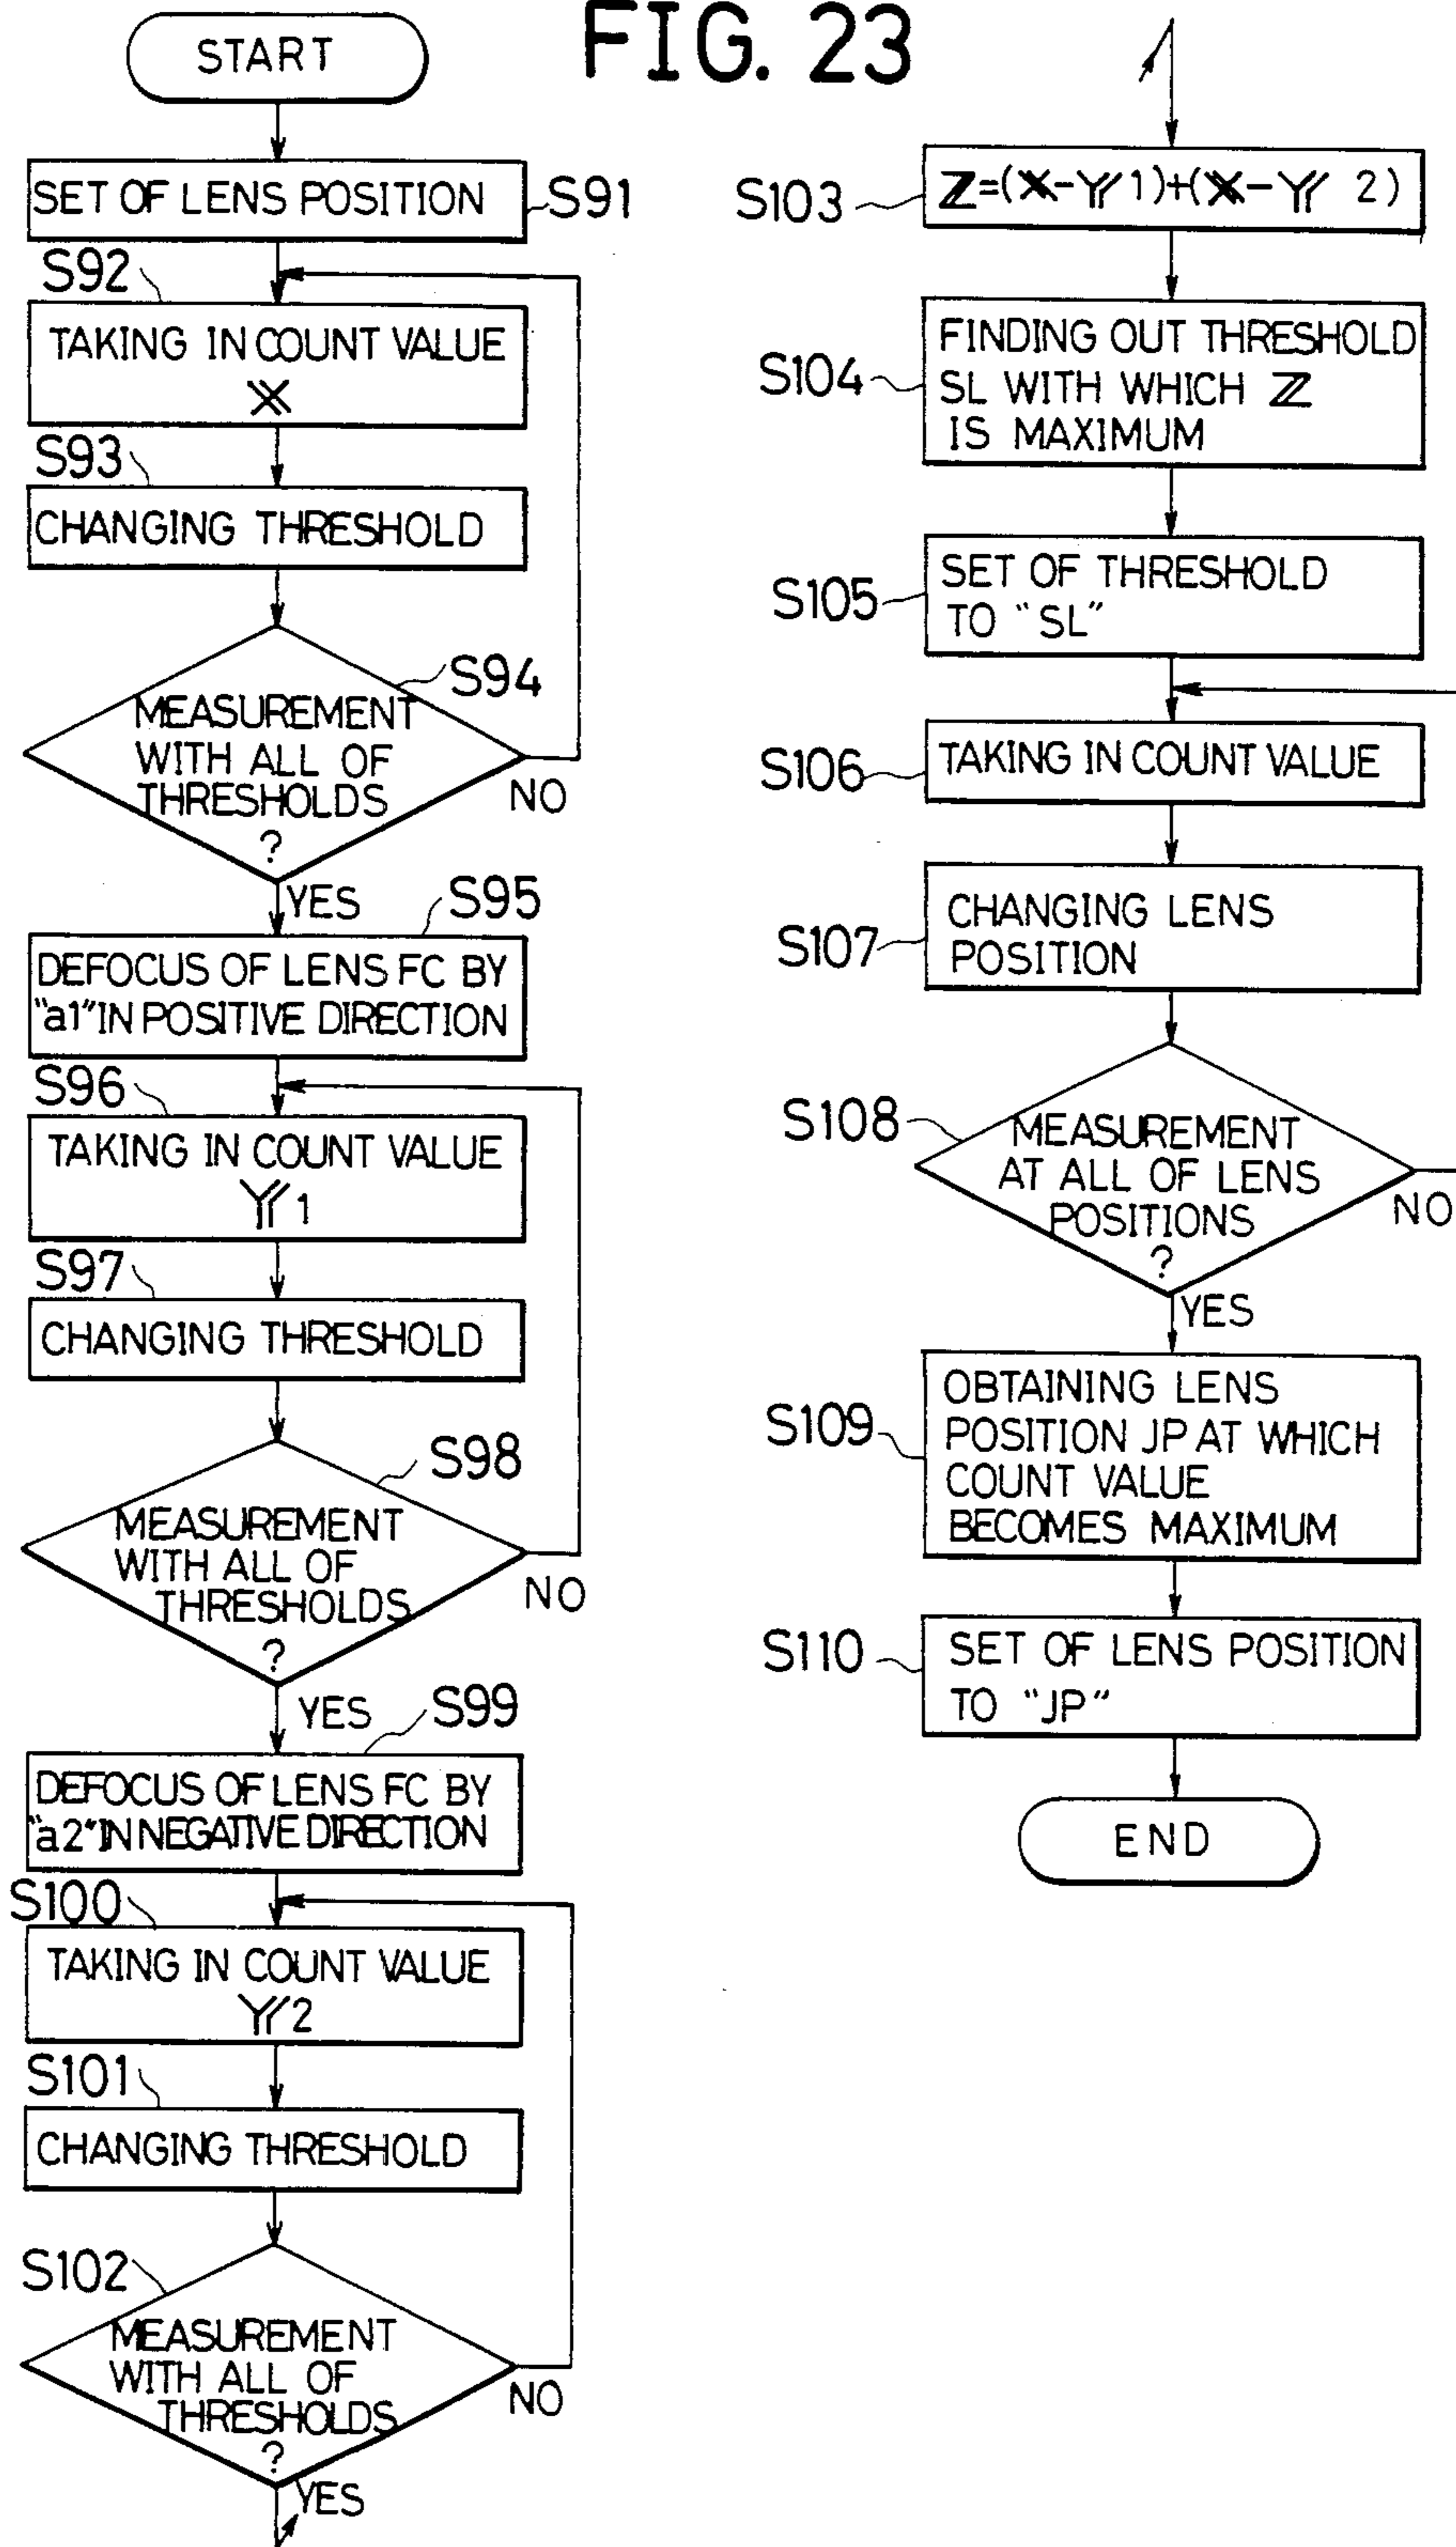 FIG. 23
START
SET OF LENS POSITION
S91
S92
TAKING IN COUNT VALUE
X
S93
CHANGING THRESHOLD
S94
MEASUREMENT
WITH ALL OF
THRESHOLDS
?
NO
YES
S95
DEFOCUS OF LENS FC BY
"a1" IN POSITIVE DIRECTION
S96
TAKING IN COUNT VALUE
Y1
S97
CHANGING THRESHOLD
S98
MEASUREMENT
WITH ALL OF
THRESHOLDS
?
NO
YES
S99
DEFOCUS OF LENS FC BY
"a2" IN NEGATIVE DIRECTION
S100
TAKING IN COUNT VALUE
Y2
S101
CHANGING THRESHOLD
S102
MEASUREMENT
WITH ALL OF
THRESHOLDS
?
NO
YES
S103
Z=(X-Y1)+(X-Y 2)
S104
FINDING OUT THRESHOLD
SL WITH WHICH Z
IS MAXIMUM
S105
SET OF THRESHOLD
TO "SL"
S106
TAKING IN COUNT VALUE
S107
CHANGING LENS
POSITION
S108
MEASUREMENT
AT ALL OF LENS
POSITIONS
?
NO
YES
S109
OBTAINING LENS
POSITION JP AT WHICH
COUNT VALUE
BECOMES MAXIMUM
S110
SET OF LENS POSITION
TO "JP"
END